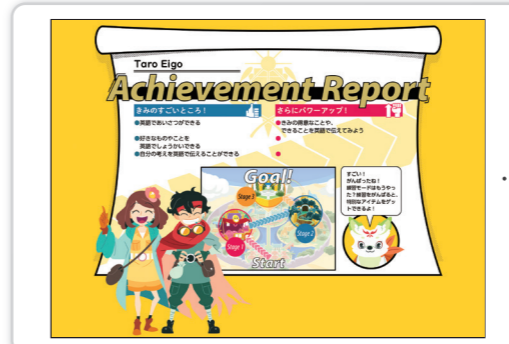 Taro Eigo
Achievement Report
きみのすごいところ！
●英語であいさつができる
●好きなものやことを
英語でしょうかいできる
●自分の考えを英語で伝えることができる
さらにパワーアップ！
●きみの得意なことや、
できることを英語で伝えてみよう
●
●
Goal!
Stage 3
Stage 2
Stage 1
Start
すごい！
がんばったね！
練習モードはもうやっ
た？練習をがんばると、
特別なアイテムをゲッ
トできるよ！